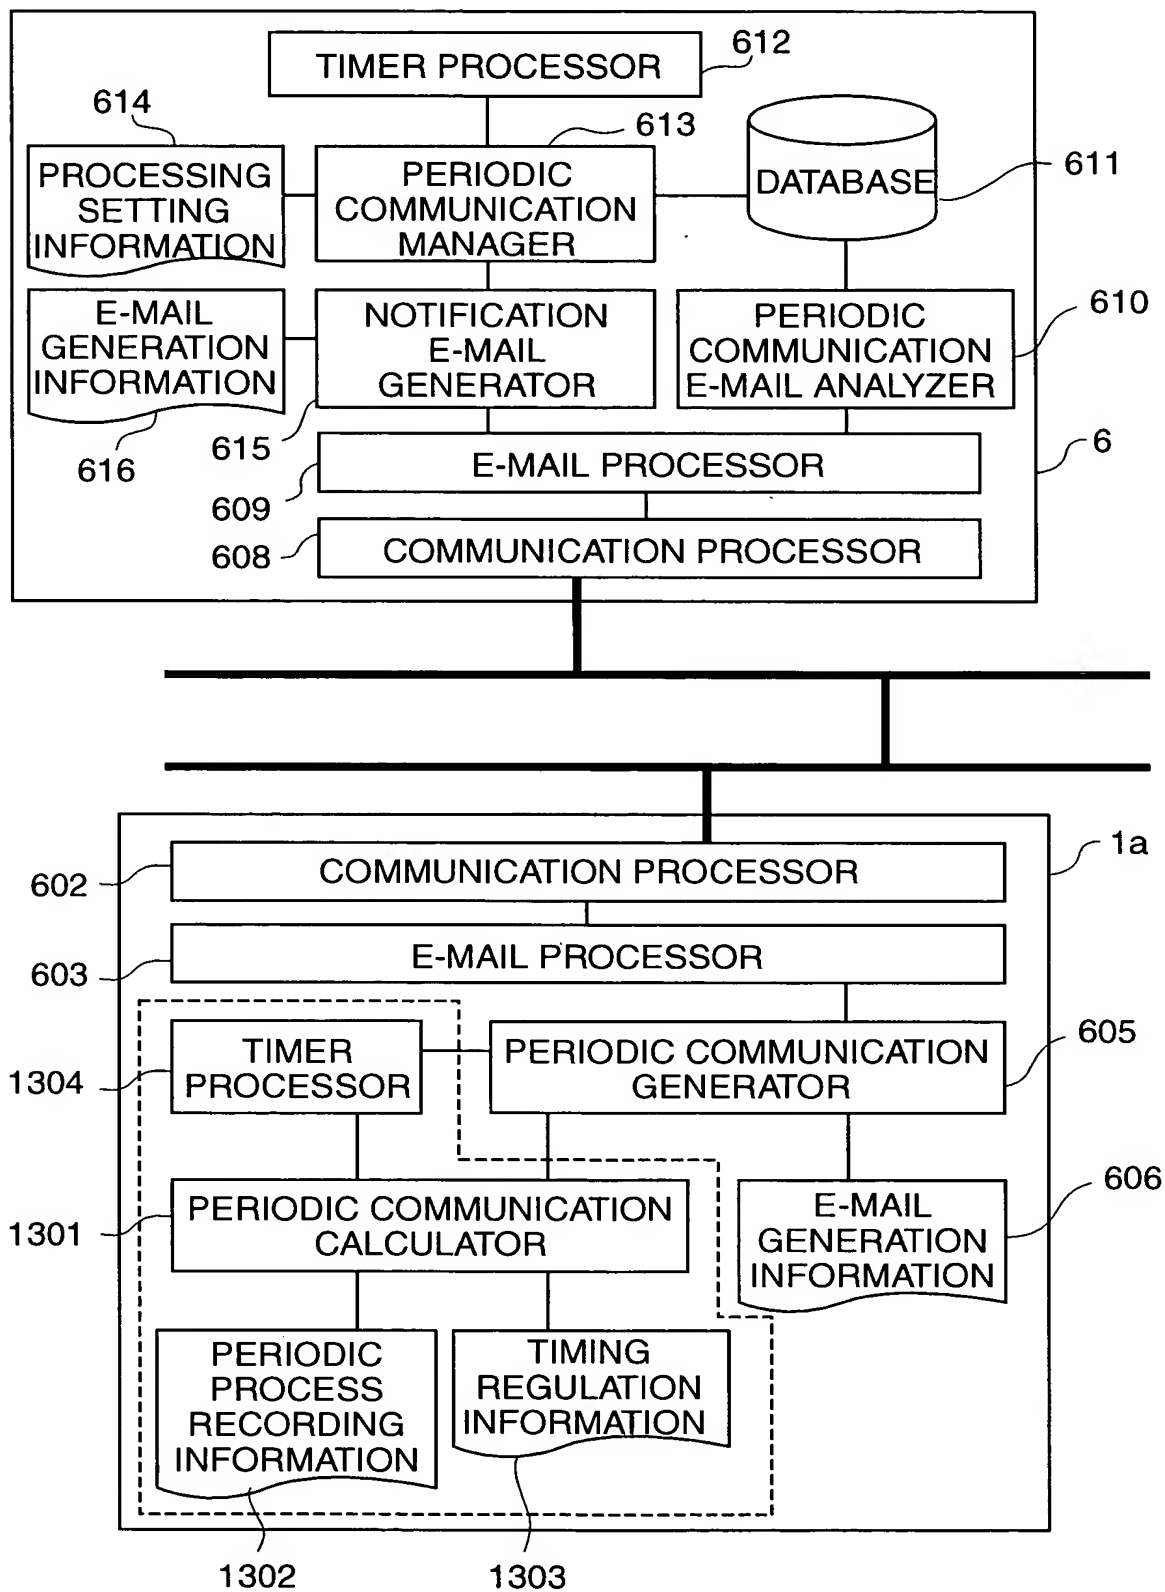 TIMER PROCESSOR
612
614
613
PROCESSING
SETTING
INFORMATION
PERIODIC
COMMUNICATION
MANAGER
DATABASE
611
E-MAIL
GENERATION
INFORMATION
NOTIFICATION
E-MAIL
GENERATOR
PERIODIC
COMMUNICATION
E-MAIL ANALYZER
610
616
615
E-MAIL PROCESSOR
6
609
608
COMMUNICATION PROCESSOR
1a
602
COMMUNICATION PROCESSOR
603
E-MAIL PROCESSOR
1304
TIMER
PROCESSOR
PERIODIC COMMUNICATION
GENERATOR
605
1301
PERIODIC COMMUNICATION
CALCULATOR
E-MAIL
GENERATION
INFORMATION
606
PERIODIC
PROCESS
RECORDING
INFORMATION
TIMING
REGULATION
INFORMATION
1302
1303